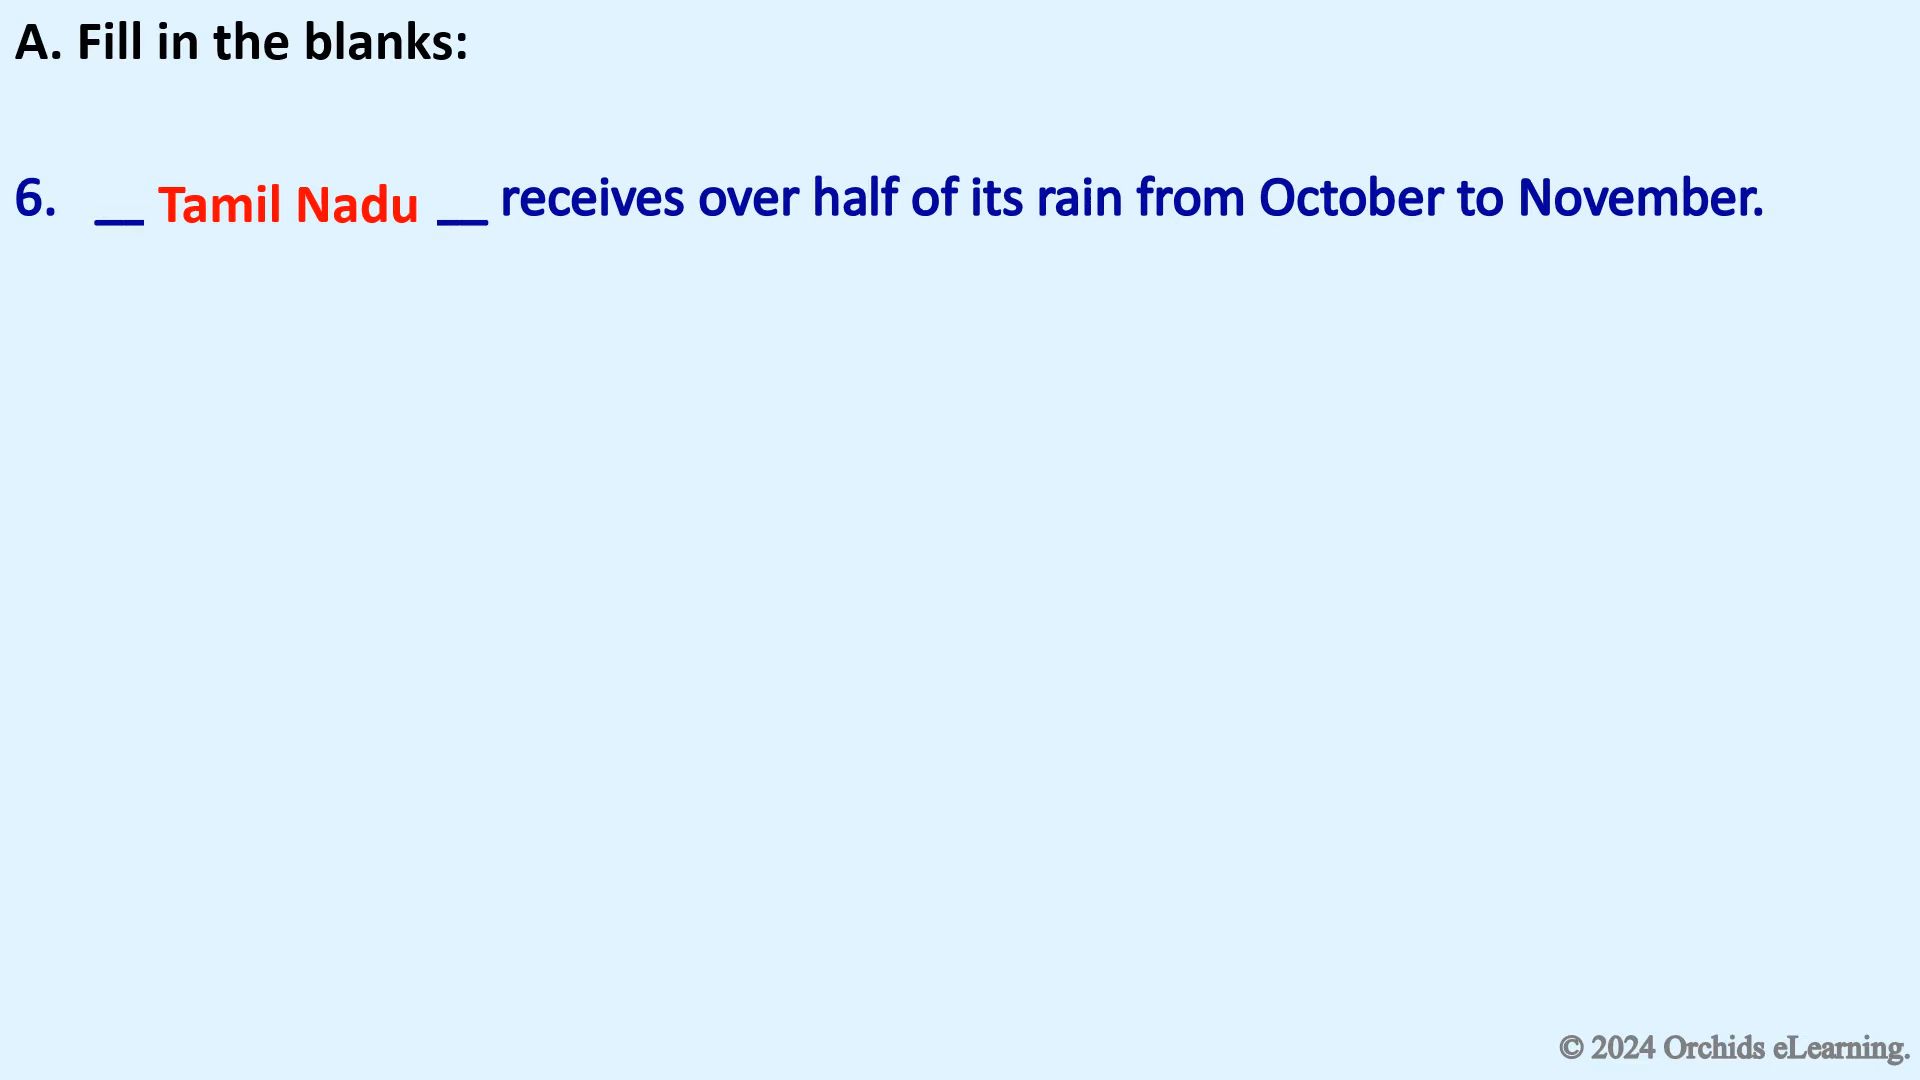 A. Fill in the blanks:
6. __ Tamil Nadu __ receives over half of its rain from October to November.
© 2024 Orchids eLearning.